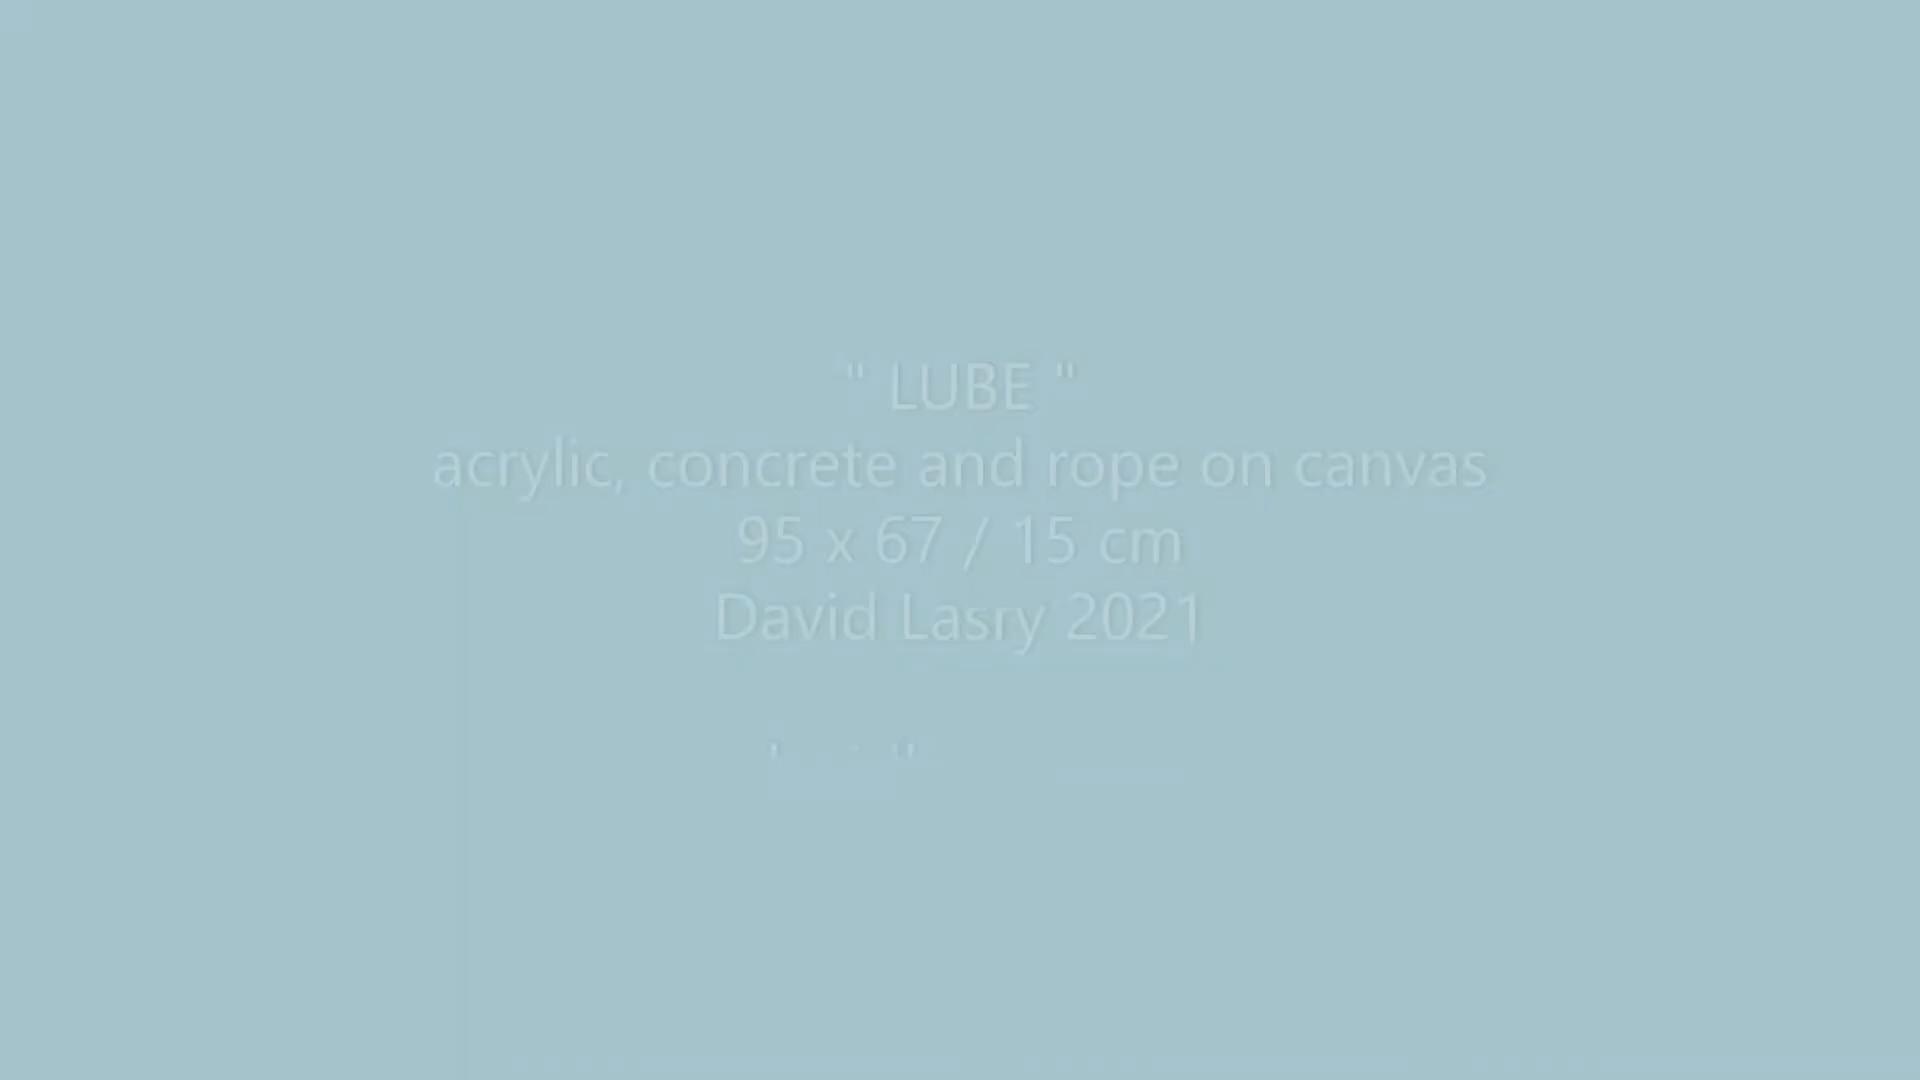 " LUBE "
acrylic, concrete and rope on canvas
95 x 67 / 15 cm
David Lasry 2021